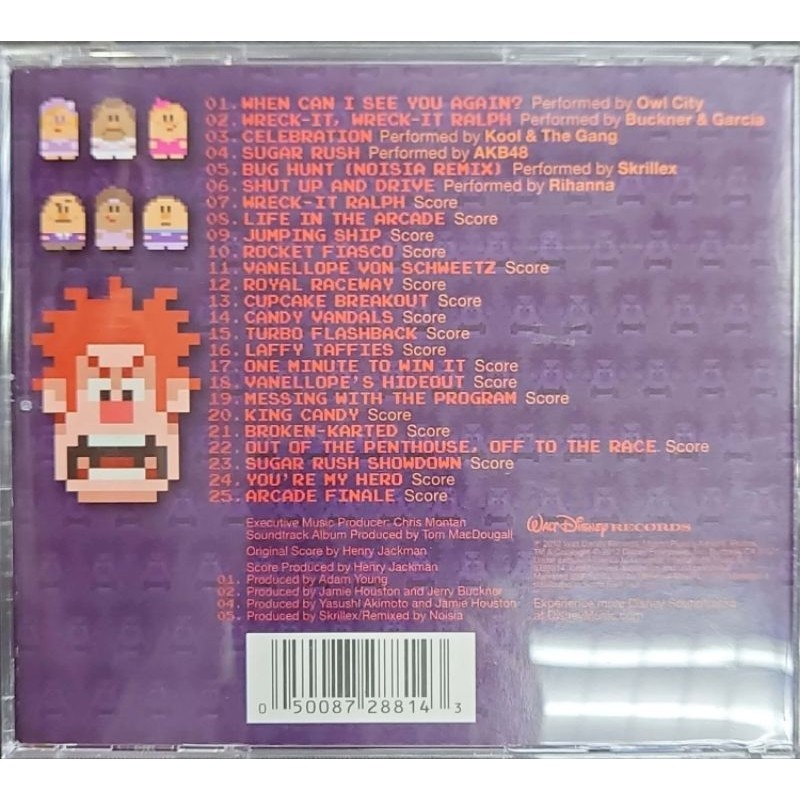 01. WHEN CAN I SEE YOU AGAIN? Performed by Owl City
02. WRECK-IT, WRECK-IT RALPH Performed by Buckner & Garcia
03. CELEBRATION Performed by Kool & The Gang
04. SUGAR RUSH Performed by AKB48
05. BUG HUNT (NOISIA REMIX) Performed by Skrillex
06. SHUT UP AND DRIVE Performed by Rihanna
07. WRECK-IT RALPH Score
08. LIFE IN THE ARCADE Score
09. JUMPING SHIP Score
10. ROCKET FIASCO Score
11. VANELLOPE VON SCHWEETZ Score
12. ROYAL RACEWAY Score
13. CUPCAKE BREAKOUT Score
14. CANDY VANDALS Score
15. TURBO FLASHBACK Score
16. LAFFY TAFFIES Score
17. ONE MINUTE TO WIN IT Score
18. VANELLOPE'S HIDEOUT Score
19. MESSING WITH THE PROGRAM Score
20. KING CANDY Score
21. BROKEN-KARTED Score
22. OUT OF THE PENTHOUSE, OFF TO THE RACE Score
23. SUGAR RUSH SHOWDOWN Score
24. YOU'RE MY HERO Score
25. ARCADE FINALE Score
Executive Music Producer: Chris Montan
Soundtrack Album Produced by Tom MacDougall
Original Score by Henry Jackman
Score Produced by Henry Jackman
01. Produced by Adam Young
02. Produced by Jamie Houston and Jerry Buckner
04. Produced by Yasushi Akimoto and Jamie Houston
05. Produced by Skrillex/Remixed by Noisia
WALT DISNEY RECORDS
Experience more Disney Soundtracks
at DisneyMusic.com
0 50087 28814 3